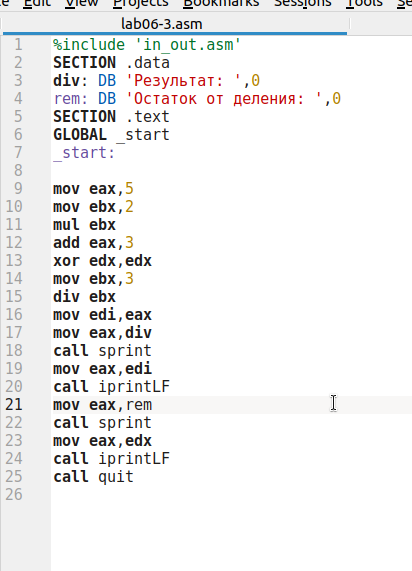 Edit View Projects Bookmarks Sessions Tools
lab06-3.asm
1 %include 'in_out.asm'
2 SECTION .data
3 div: DB 'Результат: ',0
4 rem: DB 'Остаток от деления: ',0
5 SECTION .text
6 GLOBAL _start
7 _start:
8
9 mov eax,5
10 mov ebx,2
11 mul ebx
12 add eax,3
13 xor edx,edx
14 mov ebx,3
15 div ebx
16 mov edi,eax
17 mov eax,div
18 call sprint
19 mov eax,edi
20 call iprintLF
21 mov eax,rem
22 call sprint
23 mov eax,edx
24 call iprintLF
25 call quit
26